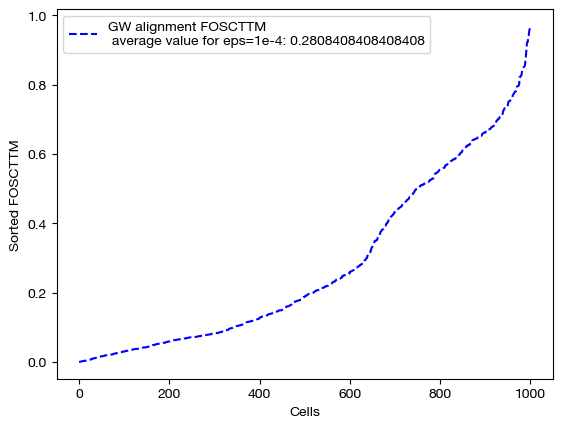 GW alignment FOSCTTM
average value for eps=1e-4: 0.2808408408408408
1.0
0.8
0.6
0.4
0.2
0.0
Sorted FOSCTTM
0 200 400 600 800 1000
Cells